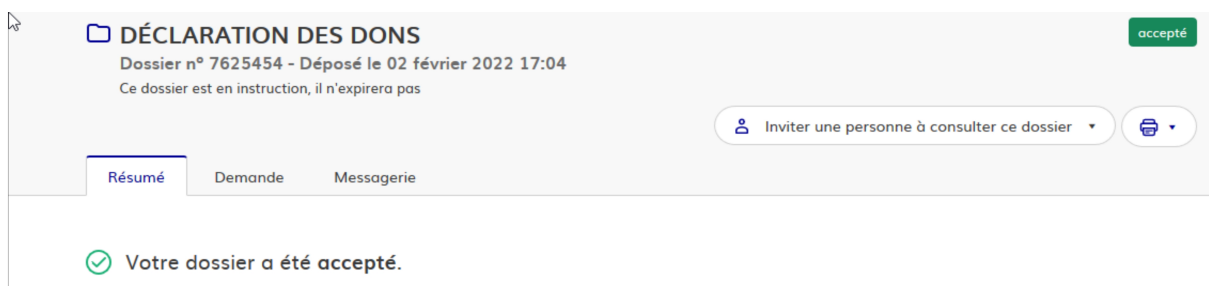 DÉCLARATION DES DONS
accepté
Dossier nº 7625454 - Déposé le 02 février 2022 17:04
Ce dossier est en instruction, il n'expirera pas
Inviter une personne à consulter ce dossier
Résumé Demande Messagerie
Votre dossier a été accepté.